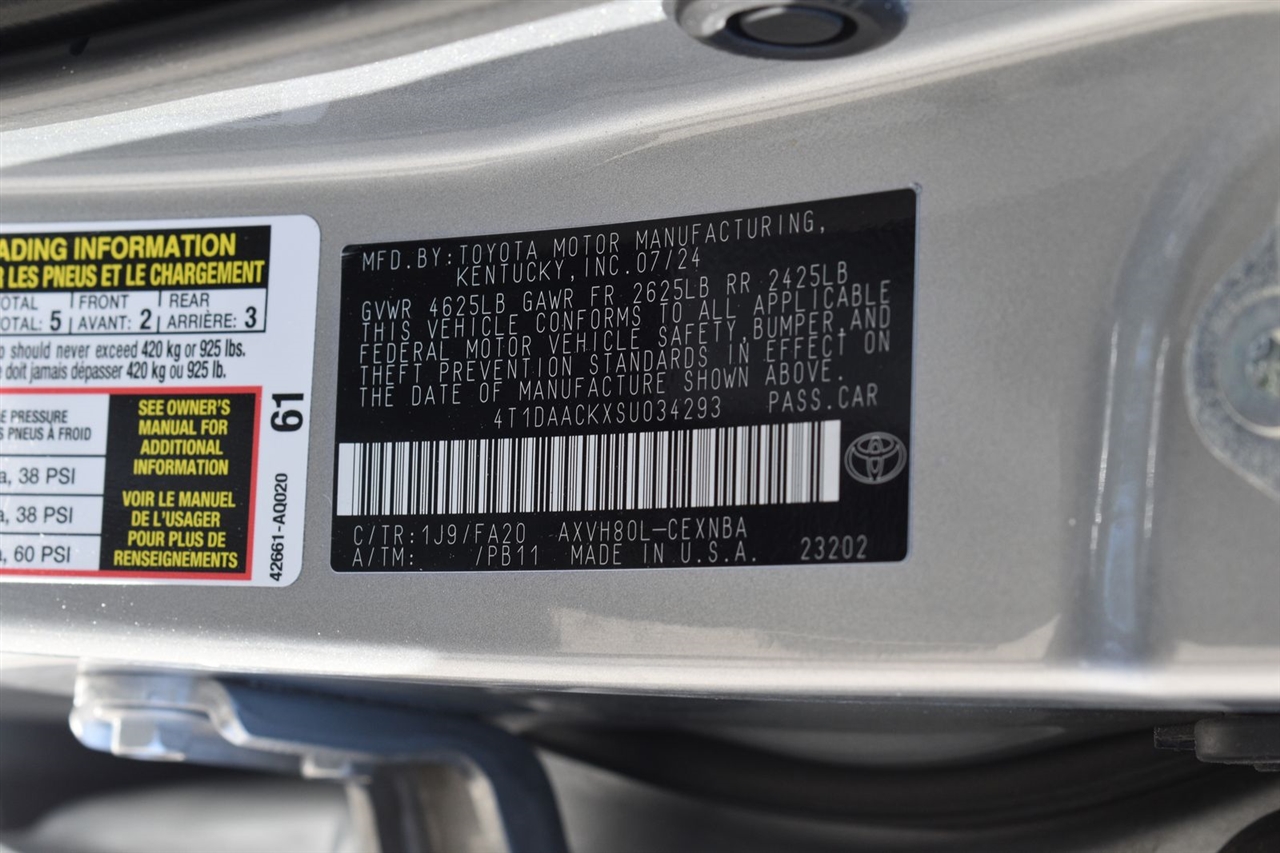 ADING INFORMATION
R LES PNEUS ET LE CHARGEMENT
OTAL
OTAL: 5
FRONT
AVANT: 2
REAR
ARRIÈRE: 3
should never exceed 420 kg or 925 lbs.
doit jamais dépasser 420 kg ou 925 lb.
PRESSURE
PNEUS À FROID
a, 38 PSI
a, 38 PSI
a, 60 PSI
SEE OWNER'S
MANUAL FOR
ADDITIONAL
INFORMATION
VOIR LE MANUEL
DE L'USAGER
POUR PLUS DE
RENSEIGNEMENTS
61
42661-AQ020
MFD.BY:TOYOTA MOTOR MANUFACTURING,
KENTUCKY,INC.07/24
GVWR 4625LB GAWR FR 2625LB RR 2425LB
THIS VEHICLE CONFORMS TO ALL APPLICABLE
FEDERAL MOTOR VEHICLE SAFETY,BUMPER,AND
THEFT PREVENTION STANDARDS IN EFFECT ON
THE DATE OF MANUFACTURE SHOWN ABOVE.
4T1DAACKXSU034293 PASS.CAR
C/TR:1J9/FA20 AXVH80L-CEXNBA
A/TM: /PB11 MADE IN U.S.A. 23202